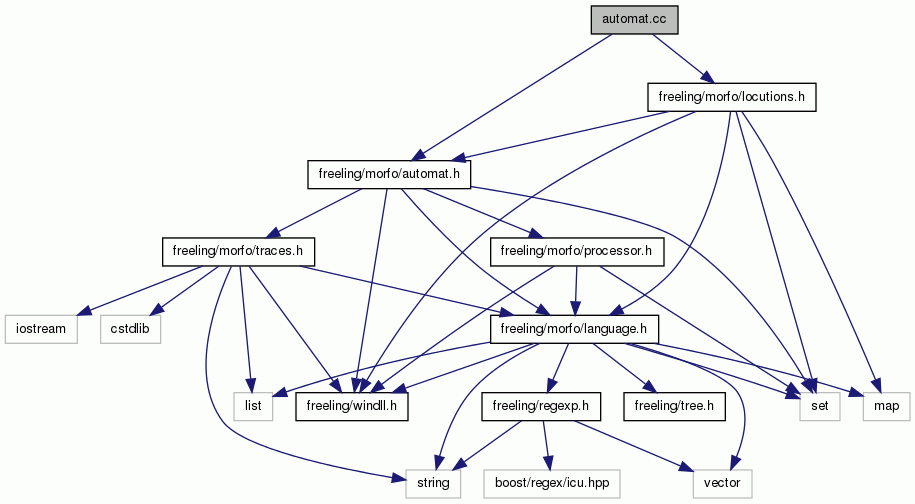 automat.cc
freeling/morfo/locutions.h
freeling/morfo/automat.h
freeling/morfo/traces.h
freeling/morfo/processor.h
iostream
cstdlib
freeling/morfo/language.h
list
freeling/windll.h
freeling/regexp.h
freeling/tree.h
set
map
string
boost/regex/icu.hpp
vector